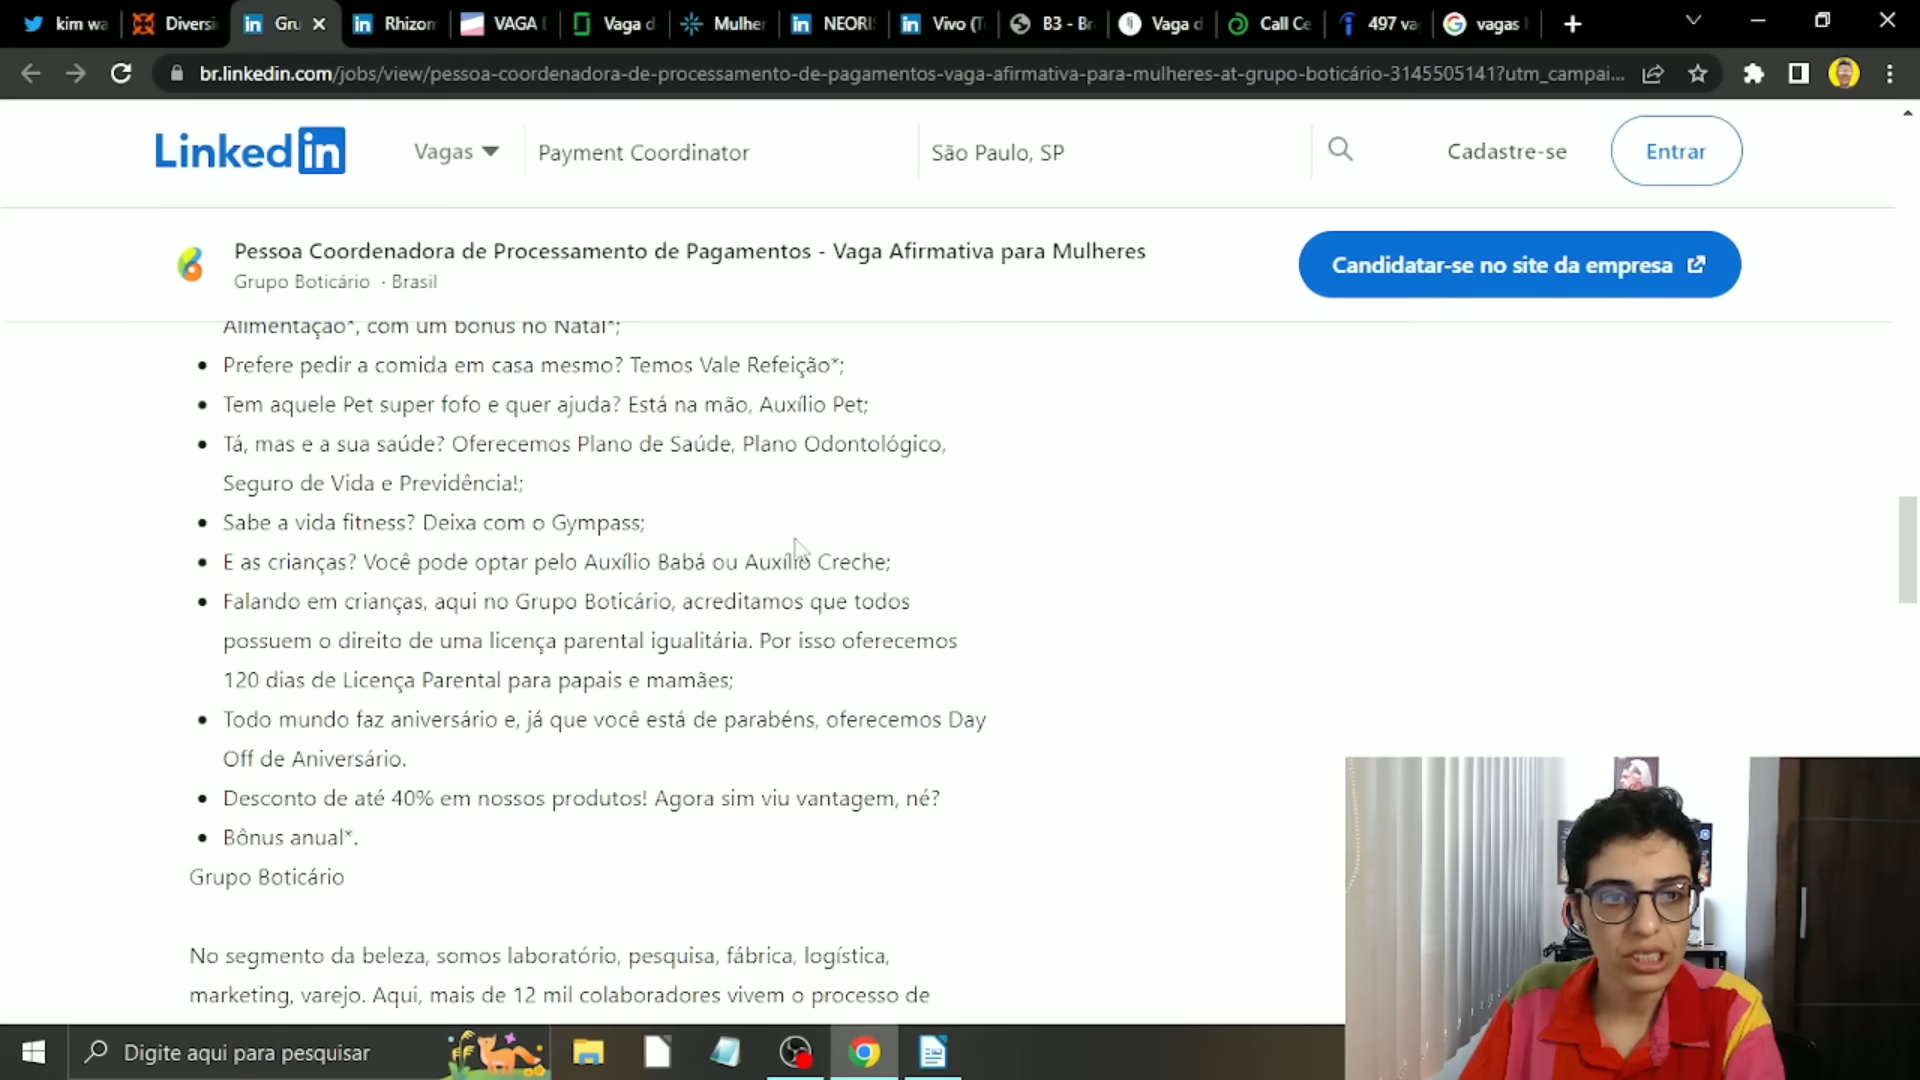 kim wa
Diversi
Gru
Rhizom
VAGA
Vaga d
Mulher
NEORI
Vivo (T
B3 - Br
Vaga d
Call Ce
497 va
vagas
br.linkedin.com/jobs/view/pessoa-coordenadora-de-processamento-de-pagamentos-vaga-afirmativa-para-mulheres-at-grupo-boticário-3145505141?utm_campai...
Linked in
Vagas
Payment Coordinator
São Paulo, SP
Cadastre-se
Entrar
Pessoa Coordenadora de Processamento de Pagamentos - Vaga Afirmativa para Mulheres
Grupo Boticário · Brasil
Candidatar-se no site da empresa
Alimentação*, com um bônus no Natal*;
• Prefere pedir a comida em casa mesmo? Temos Vale Refeição*;
• Tem aquele Pet super fofo e quer ajuda? Está na mão, Auxílio Pet;
• Tá, mas e a sua saúde? Oferecemos Plano de Saúde, Plano Odontológico,
Seguro de Vida e Previdência!;
• Sabe a vida fitness? Deixa com o Gympass;
• E as crianças? Você pode optar pelo Auxílio Babá ou Auxílio Creche;
• Falando em crianças, aqui no Grupo Boticário, acreditamos que todos
possuem o direito de uma licença parental igualitária. Por isso oferecemos
120 dias de Licença Parental para papais e mamães;
• Todo mundo faz aniversário e, já que você está de parabéns, oferecemos Day
Off de Aniversário.
• Desconto de até 40% em nossos produtos! Agora sim viu vantagem, né?
• Bônus anual*.
Grupo Boticário
No segmento da beleza, somos laboratório, pesquisa, fábrica, logística,
marketing, varejo. Aqui, mais de 12 mil colaboradores vivem o processo de
Digite aqui para pesquisar